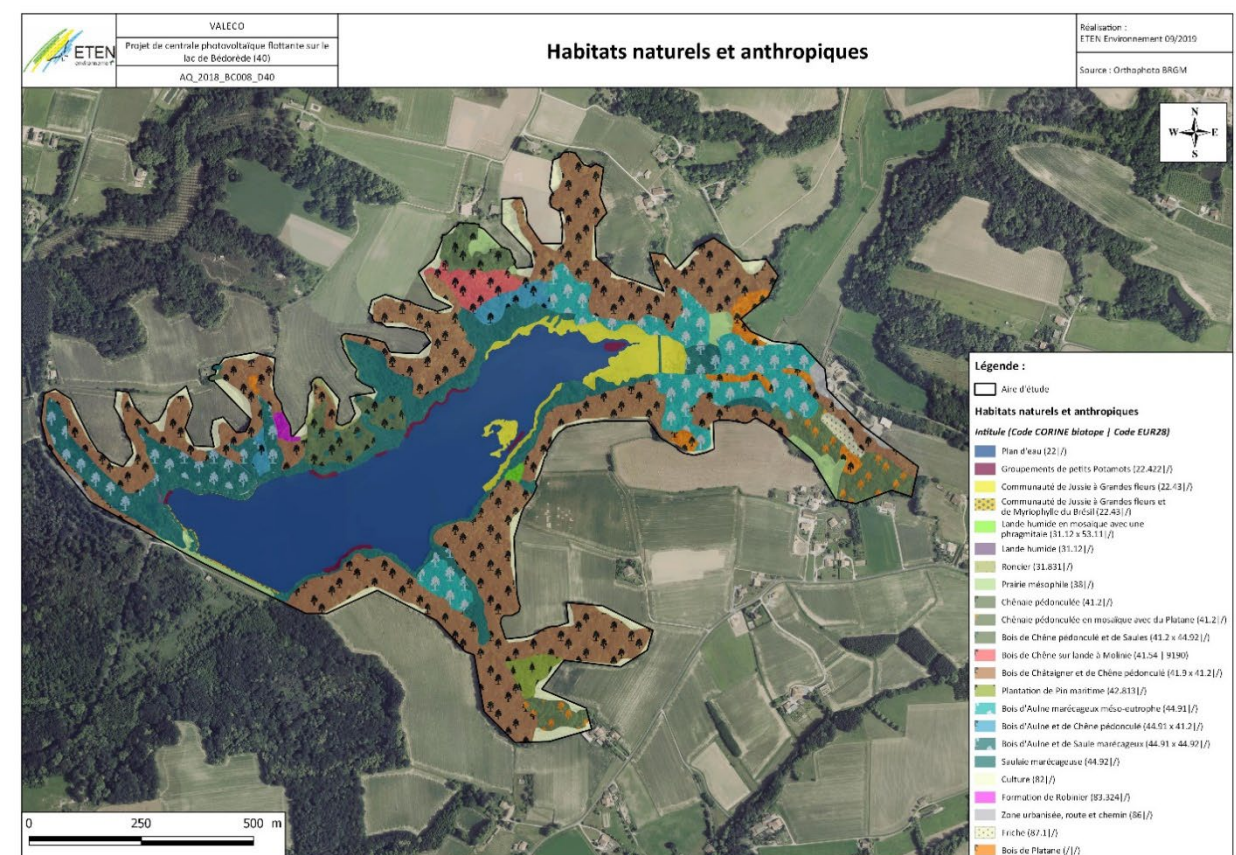 ETEN
environnement
VALECO
Projet de centrale photovoltaïque flottante sur le
lac de Bédorède (40)
AQ_2018_BC008_D40
Habitats naturels et anthropiques
Réalisation :
ETEN Environnement 09/2019
Source : Orthophoto BRGM
N
W E
S
Légende :
Aire d'étude
Habitats naturels et anthropiques
Intitule (Code CORINE biotope | Code EUR28)
Plan d'eau (22|/)
Groupements de petits Potamots (22.422|/)
Communauté de Jussie à Grandes fleurs (22.43|/)
Communauté de Jussie à Grandes fleurs et
de Myriophylle du Brésil (22.43|/)
Lande humide en mosaïque avec une
phragmitaie (31.12 x 53.11|/)
Lande humide (31.12|/)
Roncier (31.831|/)
Prairie mésophile (38|/)
Chênaie pédonculée (41.2|/)
Chênaie pédonculée en mosaïque avec du Platane (41.2|/)
Bois de Chêne pédonculé et de Saules (41.2 x 44.92|/)
Bois de Chêne sur lande à Molinie (41.54 | 9190)
Bois de Châtaigner et de Chêne pédonculé (41.9 x 41.2|/)
Plantation de Pin maritime (42.813|/)
Bois d'Aulne marécageux méso-eutrophe (44.91|/)
Bois d'Aulne et de Chêne pédonculé (44.91 x 41.2|/)
Bois d'Aulne et de Saule marécageux (44.91 x 44.92|/)
Saulaie marécageuse (44.92|/)
Culture (82|/)
Formation de Robinier (83.324|/)
Zone urbanisée, route et chemin (86|/)
Friche (87.1|/)
Bois de Platane (/|/)
0 250 500 m